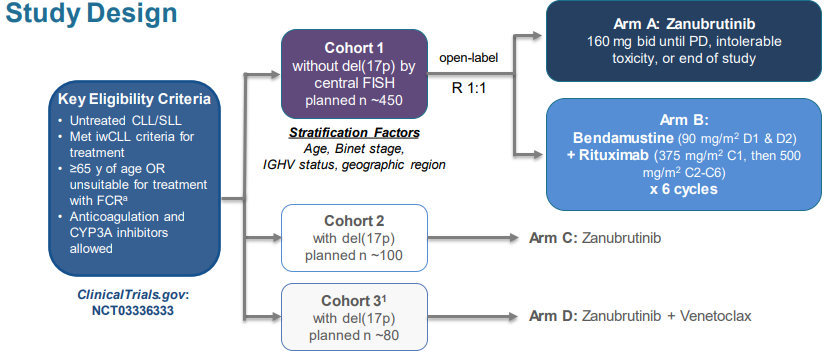 Study Design
Key Eligibility Criteria
• Untreated CLL/SLL
• Met iwCLL criteria for
treatment
• ≥65 y of age OR
unsuitable for treatment
with FCRᵃ
• Anticoagulation and
CYP3A inhibitors
allowed
ClinicalTrials.gov:
NCT03336333
Cohort 1
without del(17p) by
central FISH
planned n ~450
Stratification Factors
Age, Binet stage,
IGHV status, geographic region
open-label
R 1:1
Arm A: Zanubrutinib
160 mg bid until PD, intolerable
toxicity, or end of study
Arm B:
Bendamustine (90 mg/m² D1 & D2)
+ Rituximab (375 mg/m² C1, then 500
mg/m² C2-C6)
x 6 cycles
Cohort 2
with del(17p)
planned n ~100
Arm C: Zanubrutinib
Cohort 3¹
with del(17p)
planned n ~80
Arm D: Zanubrutinib + Venetoclax